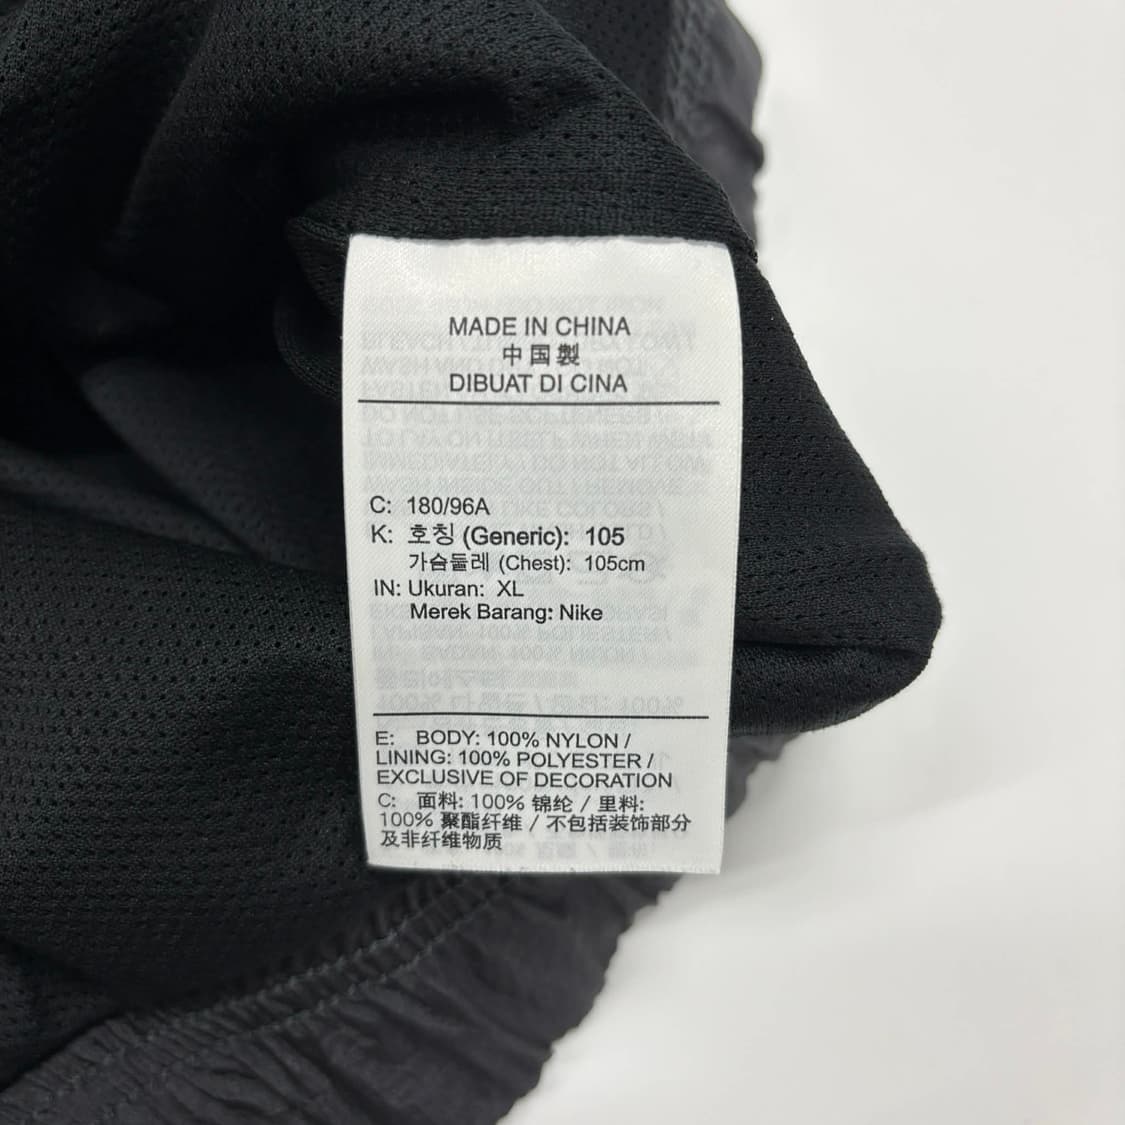 MADE IN CHINA
中国製
DIBUAT DI CINA
C: 180/96A
K: 호칭 (Generic): 105
가슴둘레 (Chest): 105cm
IN: Ukuran: XL
Merek Barang: Nike
E: BODY: 100% NYLON /
LINING: 100% POLYESTER /
EXCLUSIVE OF DECORATION
C: 面料: 100% 锦纶 / 里料:
100% 聚酯纤维 / 不包括装饰部分
及非纤维物质